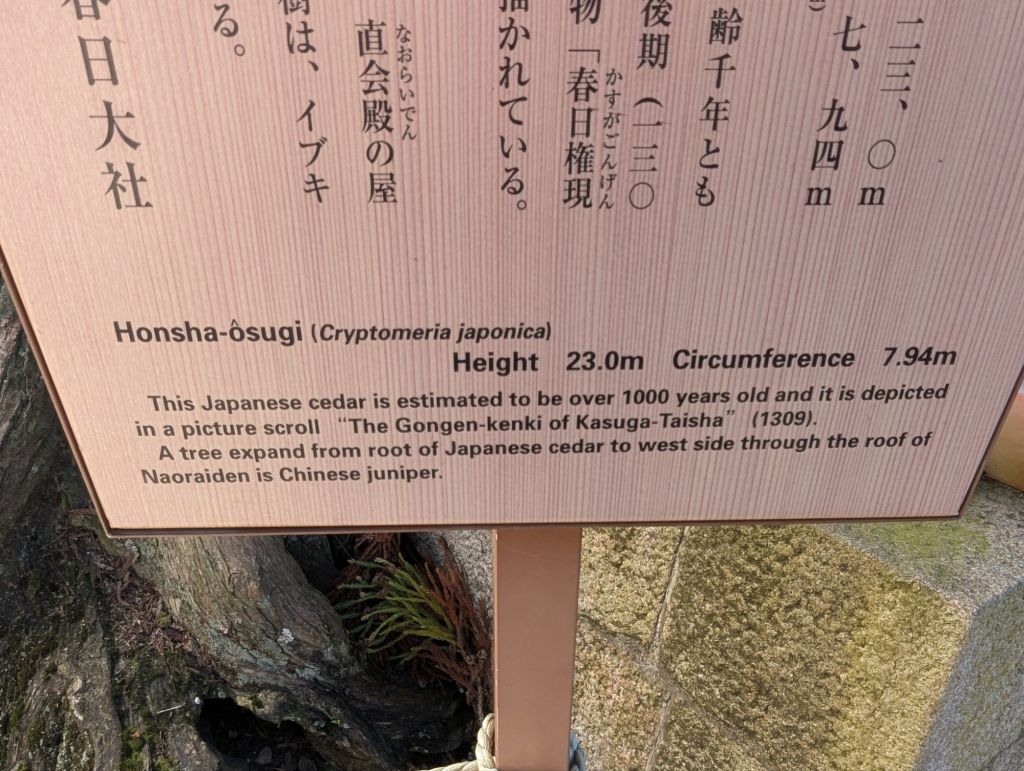 二三、〇m
七、九四m
齢千年とも
後期(一三〇
物「春日権現
かすがごんげん
描かれている。
直会殿の屋
なおらいでん
樹は、イブキ
る。
春日大社
Honsha-ôsugi (Cryptomeria japonica)
Height 23.0m Circumference 7.94m
This Japanese cedar is estimated to be over 1000 years old and it is depicted
in a picture scroll “The Gongen-kenki of Kasuga-Taisha” (1309).
A tree expand from root of Japanese cedar to west side through the roof of
Naoraiden is Chinese juniper.